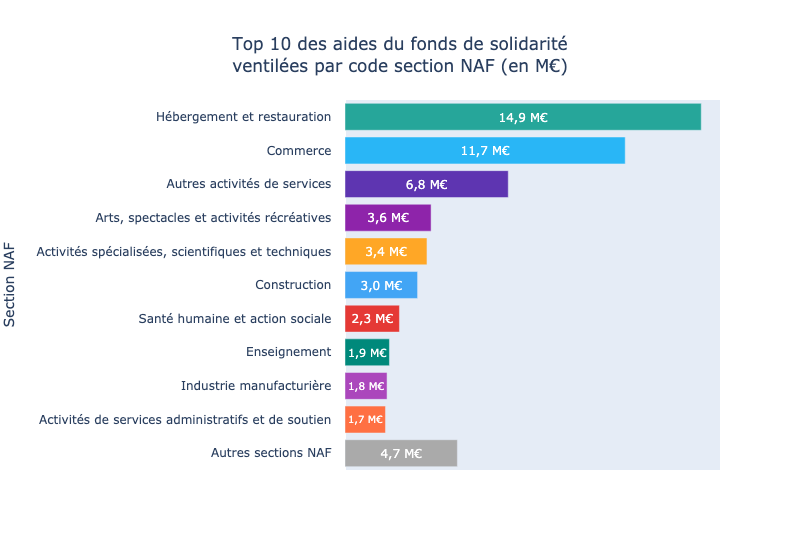 Top 10 des aides du fonds de solidarité
ventilées par code section NAF (en M€)
Section NAF
Hébergement et restauration 14,9 M€
Commerce 11,7 M€
Autres activités de services 6,8 M€
Arts, spectacles et activités récréatives 3,6 M€
Activités spécialisées, scientifiques et techniques 3,4 M€
Construction 3,0 M€
Santé humaine et action sociale 2,3 M€
Enseignement 1,9 M€
Industrie manufacturière 1,8 M€
Activités de services administratifs et de soutien 1,7 M€
Autres sections NAF 4,7 M€